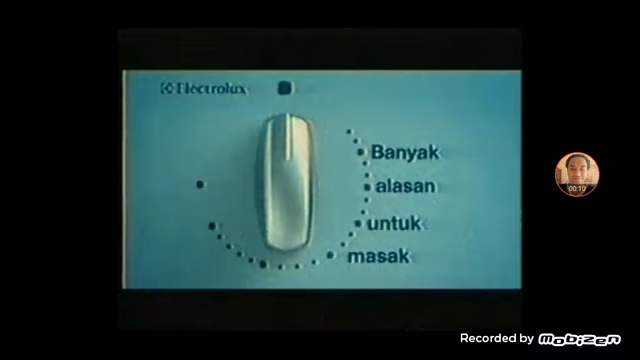 Electrolux
Banyak
alasan
untuk
masak
00:10
Recorded by MOBIZEN